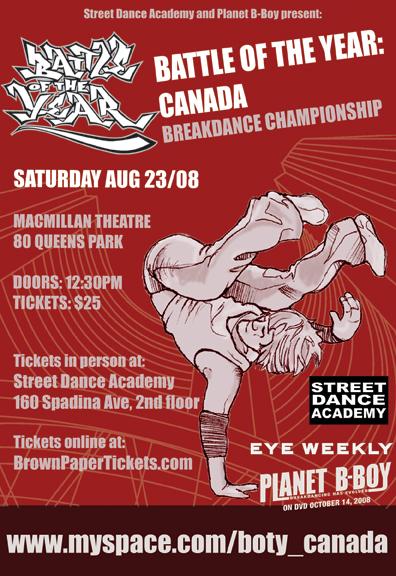 Street Dance Academy and Planet B-Boy present:
BATTLE
OF THE
YEAR
BATTLE OF THE YEAR:
CANADA
BREAKDANCE CHAMPIONSHIP
SATURDAY AUG 23/08
MACMILLAN THEATRE
80 QUEENS PARK
DOORS: 12:30PM
TICKETS: $25
Tickets in person at:
Street Dance Academy
160 Spadina Ave, 2nd floor
Tickets online at:
BrownPaperTickets.com
STREET
DANCE
ACADEMY
EYE WEEKLY
PLANET B-BOY
BREAKDANCING HAS EVOLVED
ON DVD OCTOBER 14, 2008
www.myspace.com/boty_canada